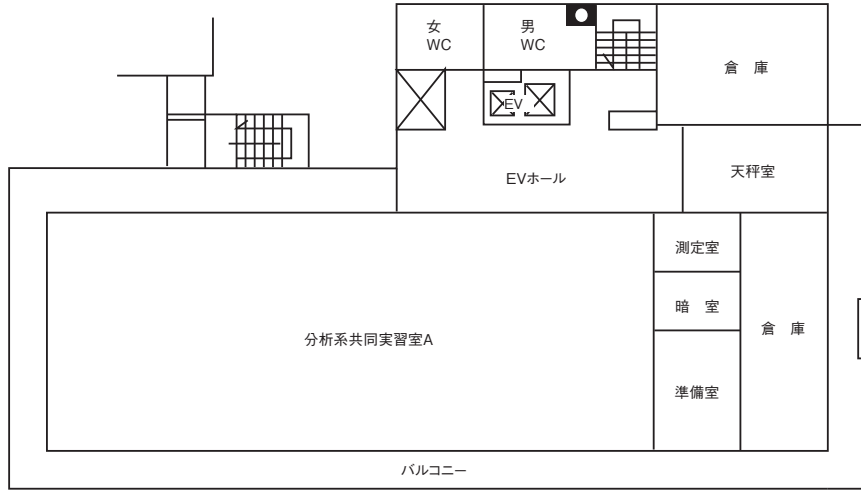 女
WC
男
WC
倉　庫
EV
EVホール
天秤室
測定室
暗　室
分析系共同実習室A
倉　庫
準備室
バルコニー